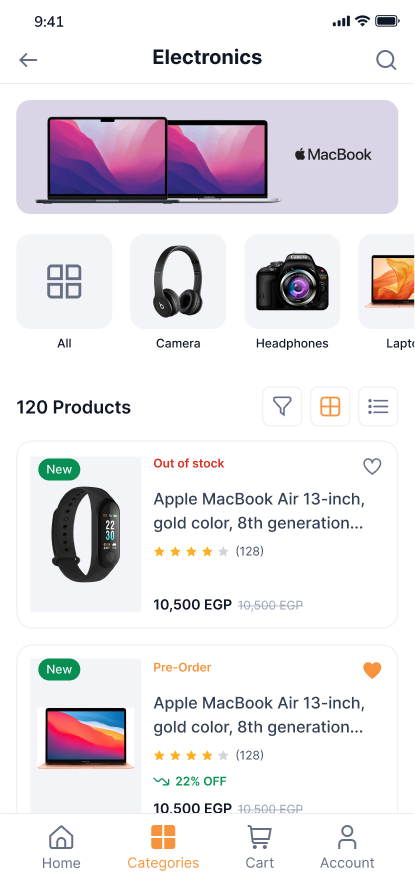 9:41
Electronics
MacBook
All
Camera
Headphones
Lapto
120 Products
New
Out of stock
Apple MacBook Air 13-inch,
gold color, 8th generation...
(128)
10,500 EGP 10,500 EGP
22
30
New
Pre-Order
Apple MacBook Air 13-inch,
gold color, 8th generation...
(128)
22% OFF
10,500 EGP 10,500 EGP
Home
Categories
Cart
Account